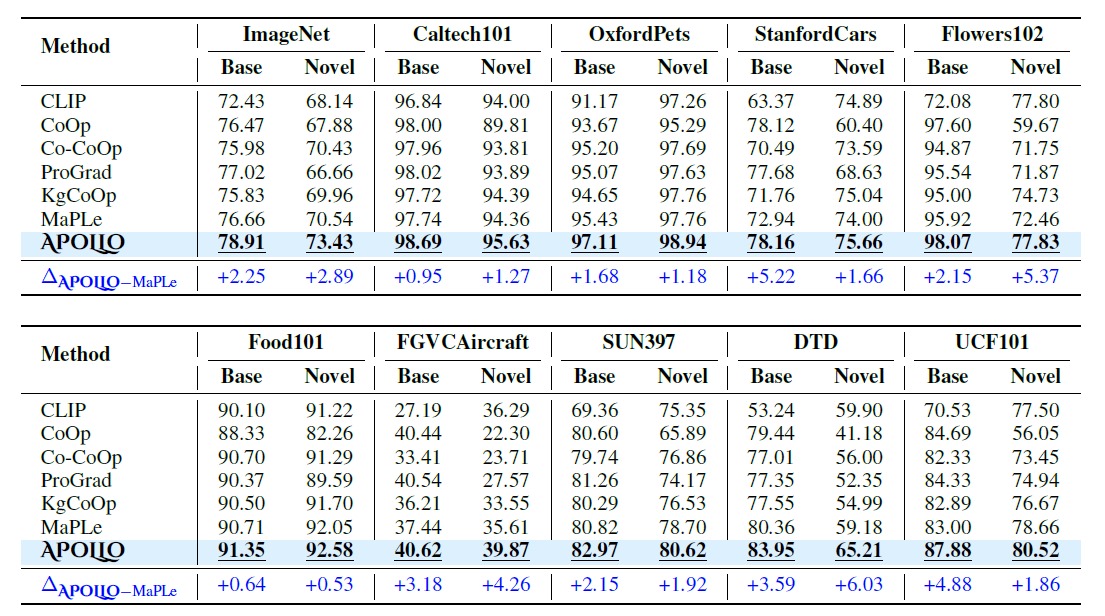 Method ImageNet Caltech101 OxfordPets StanfordCars Flowers102
Base Novel Base Novel Base Novel Base Novel Base Novel
CLIP 72.43 68.14 96.84 94.00 91.17 97.26 63.37 74.89 72.08 77.80
CoOp 76.47 67.88 98.00 89.81 93.67 95.29 78.12 60.40 97.60 59.67
Co-CoOp 75.98 70.43 97.96 93.81 95.20 97.69 70.49 73.59 94.87 71.75
ProGrad 77.02 66.66 98.02 93.89 95.07 97.63 77.68 68.63 95.54 71.87
KgCoOp 75.83 69.96 97.72 94.39 94.65 97.76 71.76 75.04 95.00 74.73
MaPLe 76.66 70.54 97.74 94.36 95.43 97.76 72.94 74.00 95.92 72.46
APOLLO 78.91 73.43 98.69 95.63 97.11 98.94 78.16 75.66 98.07 77.83
ΔAPOLLO−MaPLe +2.25 +2.89 +0.95 +1.27 +1.68 +1.18 +5.22 +1.66 +2.15 +5.37
Method Food101 FGVCAircraft SUN397 DTD UCF101
Base Novel Base Novel Base Novel Base Novel Base Novel
CLIP 90.10 91.22 27.19 36.29 69.36 75.35 53.24 59.90 70.53 77.50
CoOp 88.33 82.26 40.44 22.30 80.60 65.89 79.44 41.18 84.69 56.05
Co-CoOp 90.70 91.29 33.41 23.71 79.74 76.86 77.01 56.00 82.33 73.45
ProGrad 90.37 89.59 40.54 27.57 81.26 74.17 77.35 52.35 84.33 74.94
KgCoOp 90.50 91.70 36.21 33.55 80.29 76.53 77.55 54.99 82.89 76.67
MaPLe 90.71 92.05 37.44 35.61 80.82 78.70 80.36 59.18 83.00 78.66
APOLLO 91.35 92.58 40.62 39.87 82.97 80.62 83.95 65.21 87.88 80.52
ΔAPOLLO−MaPLe +0.64 +0.53 +3.18 +4.26 +2.15 +1.92 +3.59 +6.03 +4.88 +1.86